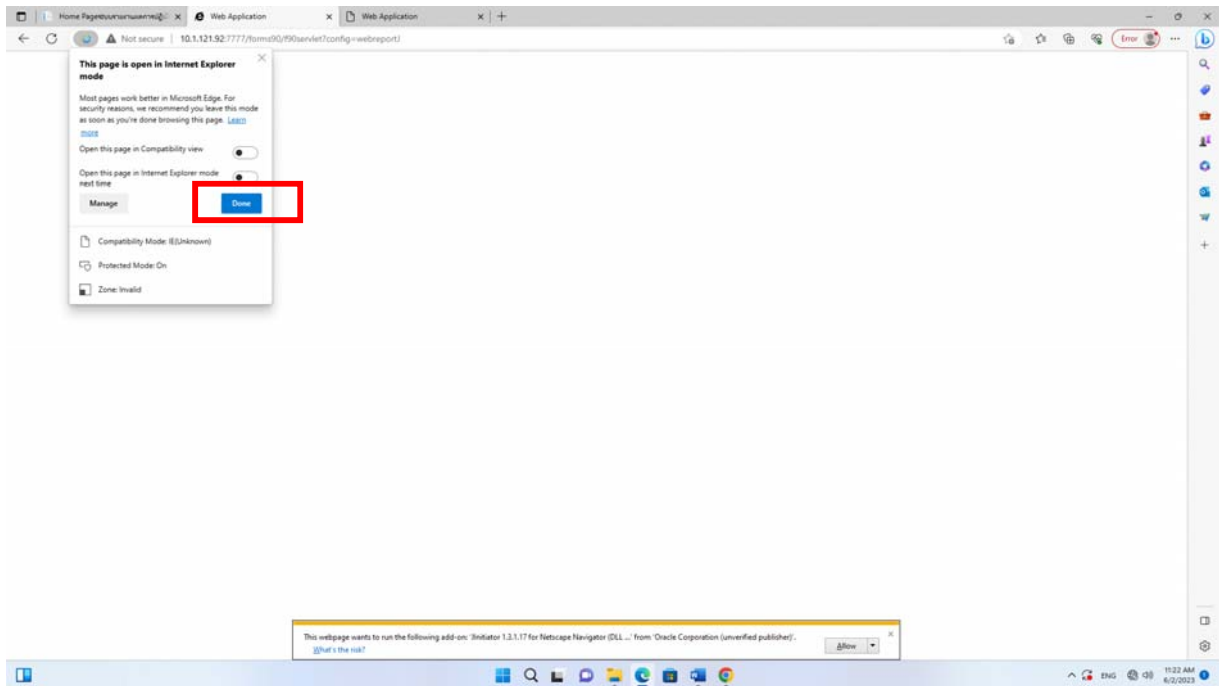 Web Application
Web Application
Not secure
10.1.121.92:7777/forms90/f90servlet?config=webreportJ
Error
This page is open in Internet Explorer
mode
Most pages work better in Microsoft Edge. For
security reasons, we recommend you leave this mode
as soon as you're done browsing this page. Learn
more
Open this page in Compatibility view
Open this page in Internet Explorer mode
next time
Manage
Done
Compatibility Mode: IE(Unknown)
Protected Mode: On
Zone: Invalid
This webpage wants to run the following add-on: 'JInitiator 1.3.1.17 for Netscape Navigator (DLL ...' from 'Oracle Corporation (unverified publisher)'.
What's the risk?
Allow
ENG
11:22 AM
6/2/2023